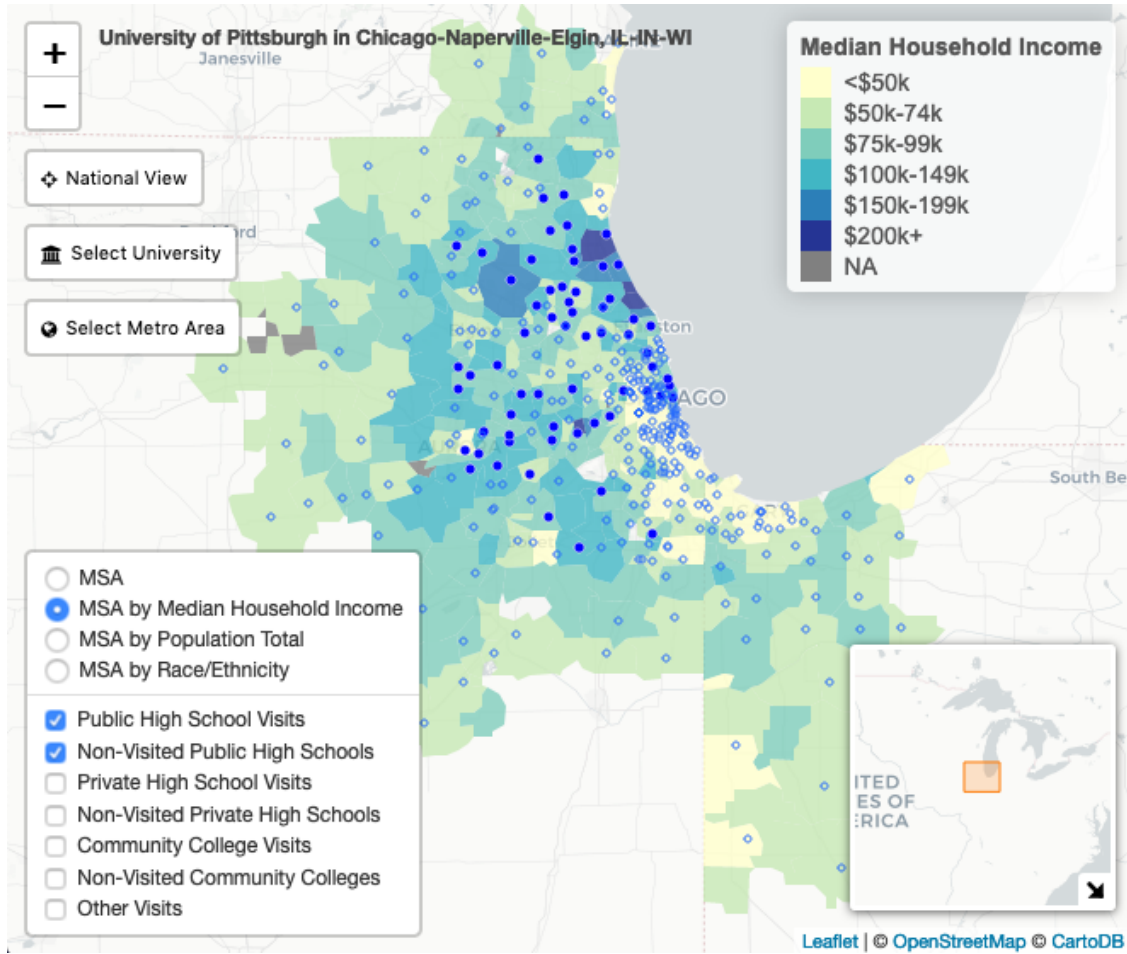 +
University of Pittsburgh in Chicago-Naperville-Elgin, IL-IN-WI
Janesville
−
National View
Select University
Select Metro Area
Median Household Income
<$50k
$50k-74k
$75k-99k
$100k-149k
$150k-199k
$200k+
NA
ston
AGO
South Be
MSA
MSA by Median Household Income
MSA by Population Total
MSA by Race/Ethnicity
Public High School Visits
Non-Visited Public High Schools
Private High School Visits
Non-Visited Private High Schools
Community College Visits
Non-Visited Community Colleges
Other Visits
ITED
ES OF
ERICA
Leaflet | © OpenStreetMap © CartoDB